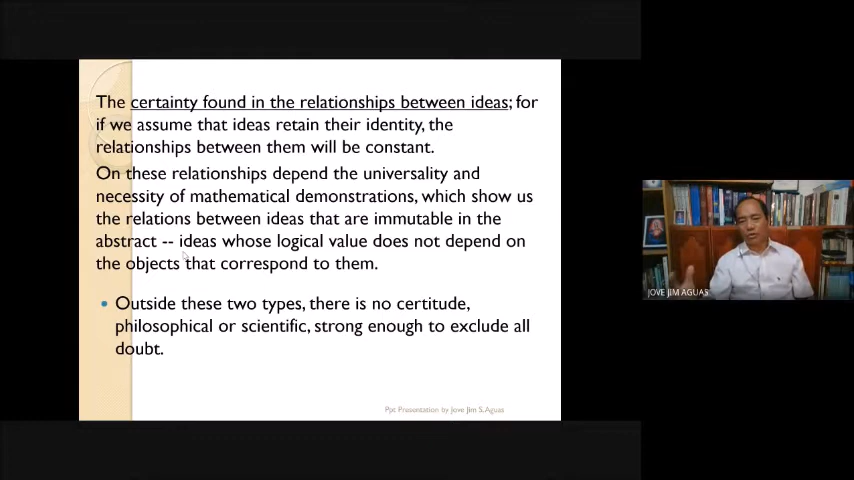 The certainty found in the relationships between ideas; for
if we assume that ideas retain their identity, the
relationships between them will be constant.
On these relationships depend the universality and
necessity of mathematical demonstrations, which show us
the relations between ideas that are immutable in the
abstract -- ideas whose logical value does not depend on
the objects that correspond to them.
• Outside these two types, there is no certitude,
philosophical or scientific, strong enough to exclude all
doubt.
Ppt Presentation by Jove Jim S. Aguas
JOVE JIM AGUAS